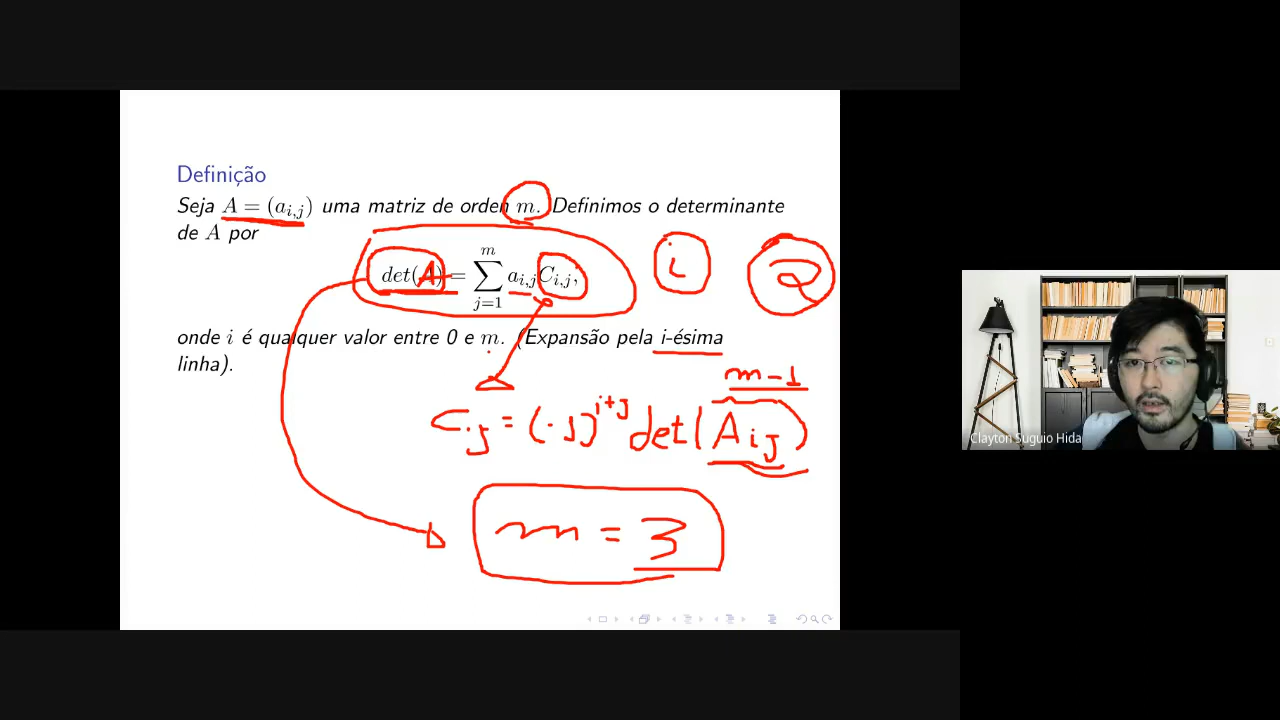 Definição
Seja A = (a_{i,j}) uma matriz de ordem m. Definimos o determinante
de A por
det(A) = \sum_{j=1}^{m} a_{i,j} C_{i,j},
i
2
onde i é qualquer valor entre 0 e m. (Expansão pela i-ésima
linha).
m-1
C_{ij} = (-1)^{i+j} det(A_{ij})
m = 3
Clayton Suguio Hida